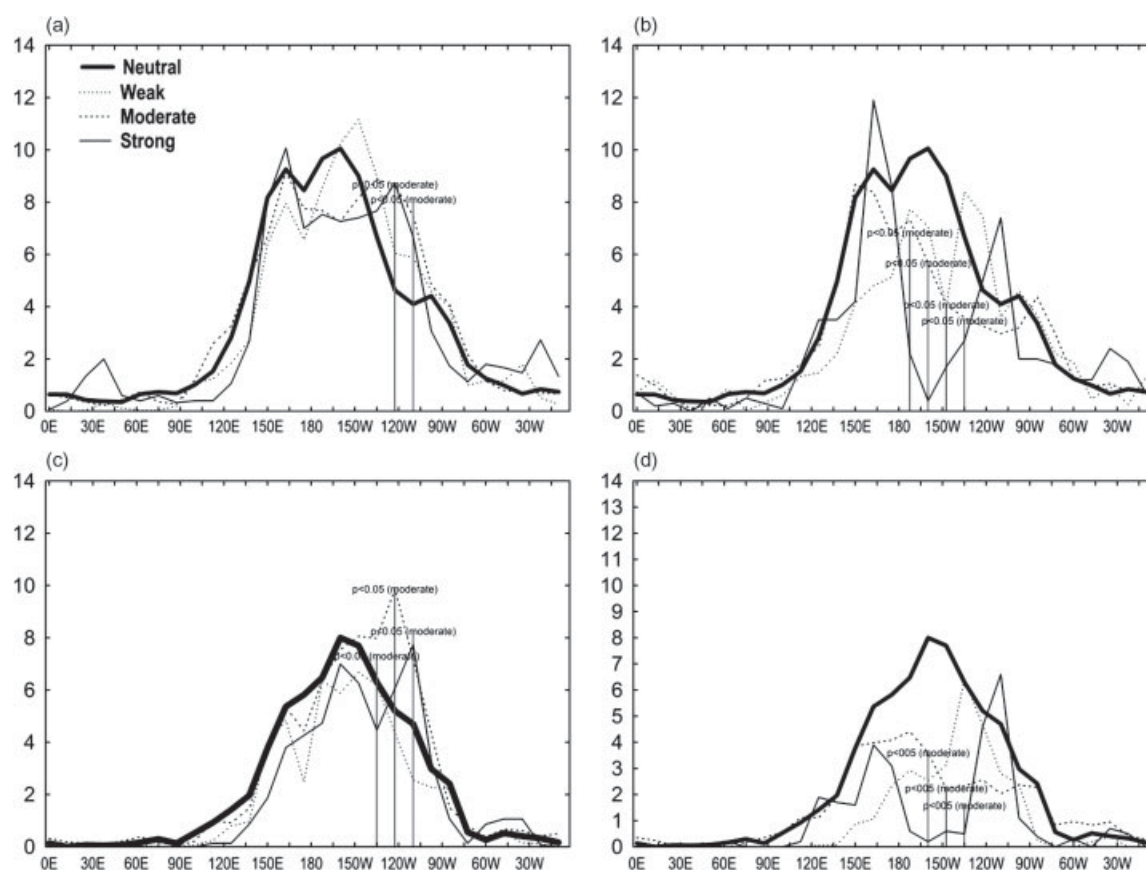 (a)
14
12
10
8
6
4
2
0
Neutral
Weak
Moderate
Strong
p<0.05 (moderate)
p<0.05 (moderate)
0E 30E 60E 90E 120E 150E 180 150W 120W 90W 60W 30W
(b)
14
12
10
8
6
4
2
0
p<0.05 (moderate)
p<0.05 (moderate)
p<0.05 (moderate)
p<0.05 (moderate)
0E 30E 60E 90E 120E 150E 180 150W 120W 90W 60W 30W
(c)
14
12
10
8
6
4
2
0
p<0.05 (moderate)
p<0.05 (moderate)
p<0.05 (moderate)
0E 30E 60E 90E 120E 150E 180 150W 120W 90W 60W 30W
(d)
14
13
12
11
10
9
8
7
6
5
4
3
2
1
0
p<005 (moderate)
p<005 (moderate)
p<005 (moderate)
0E 30E 60E 90E 120E 150E 180 150W 120W 90W 60W 30W